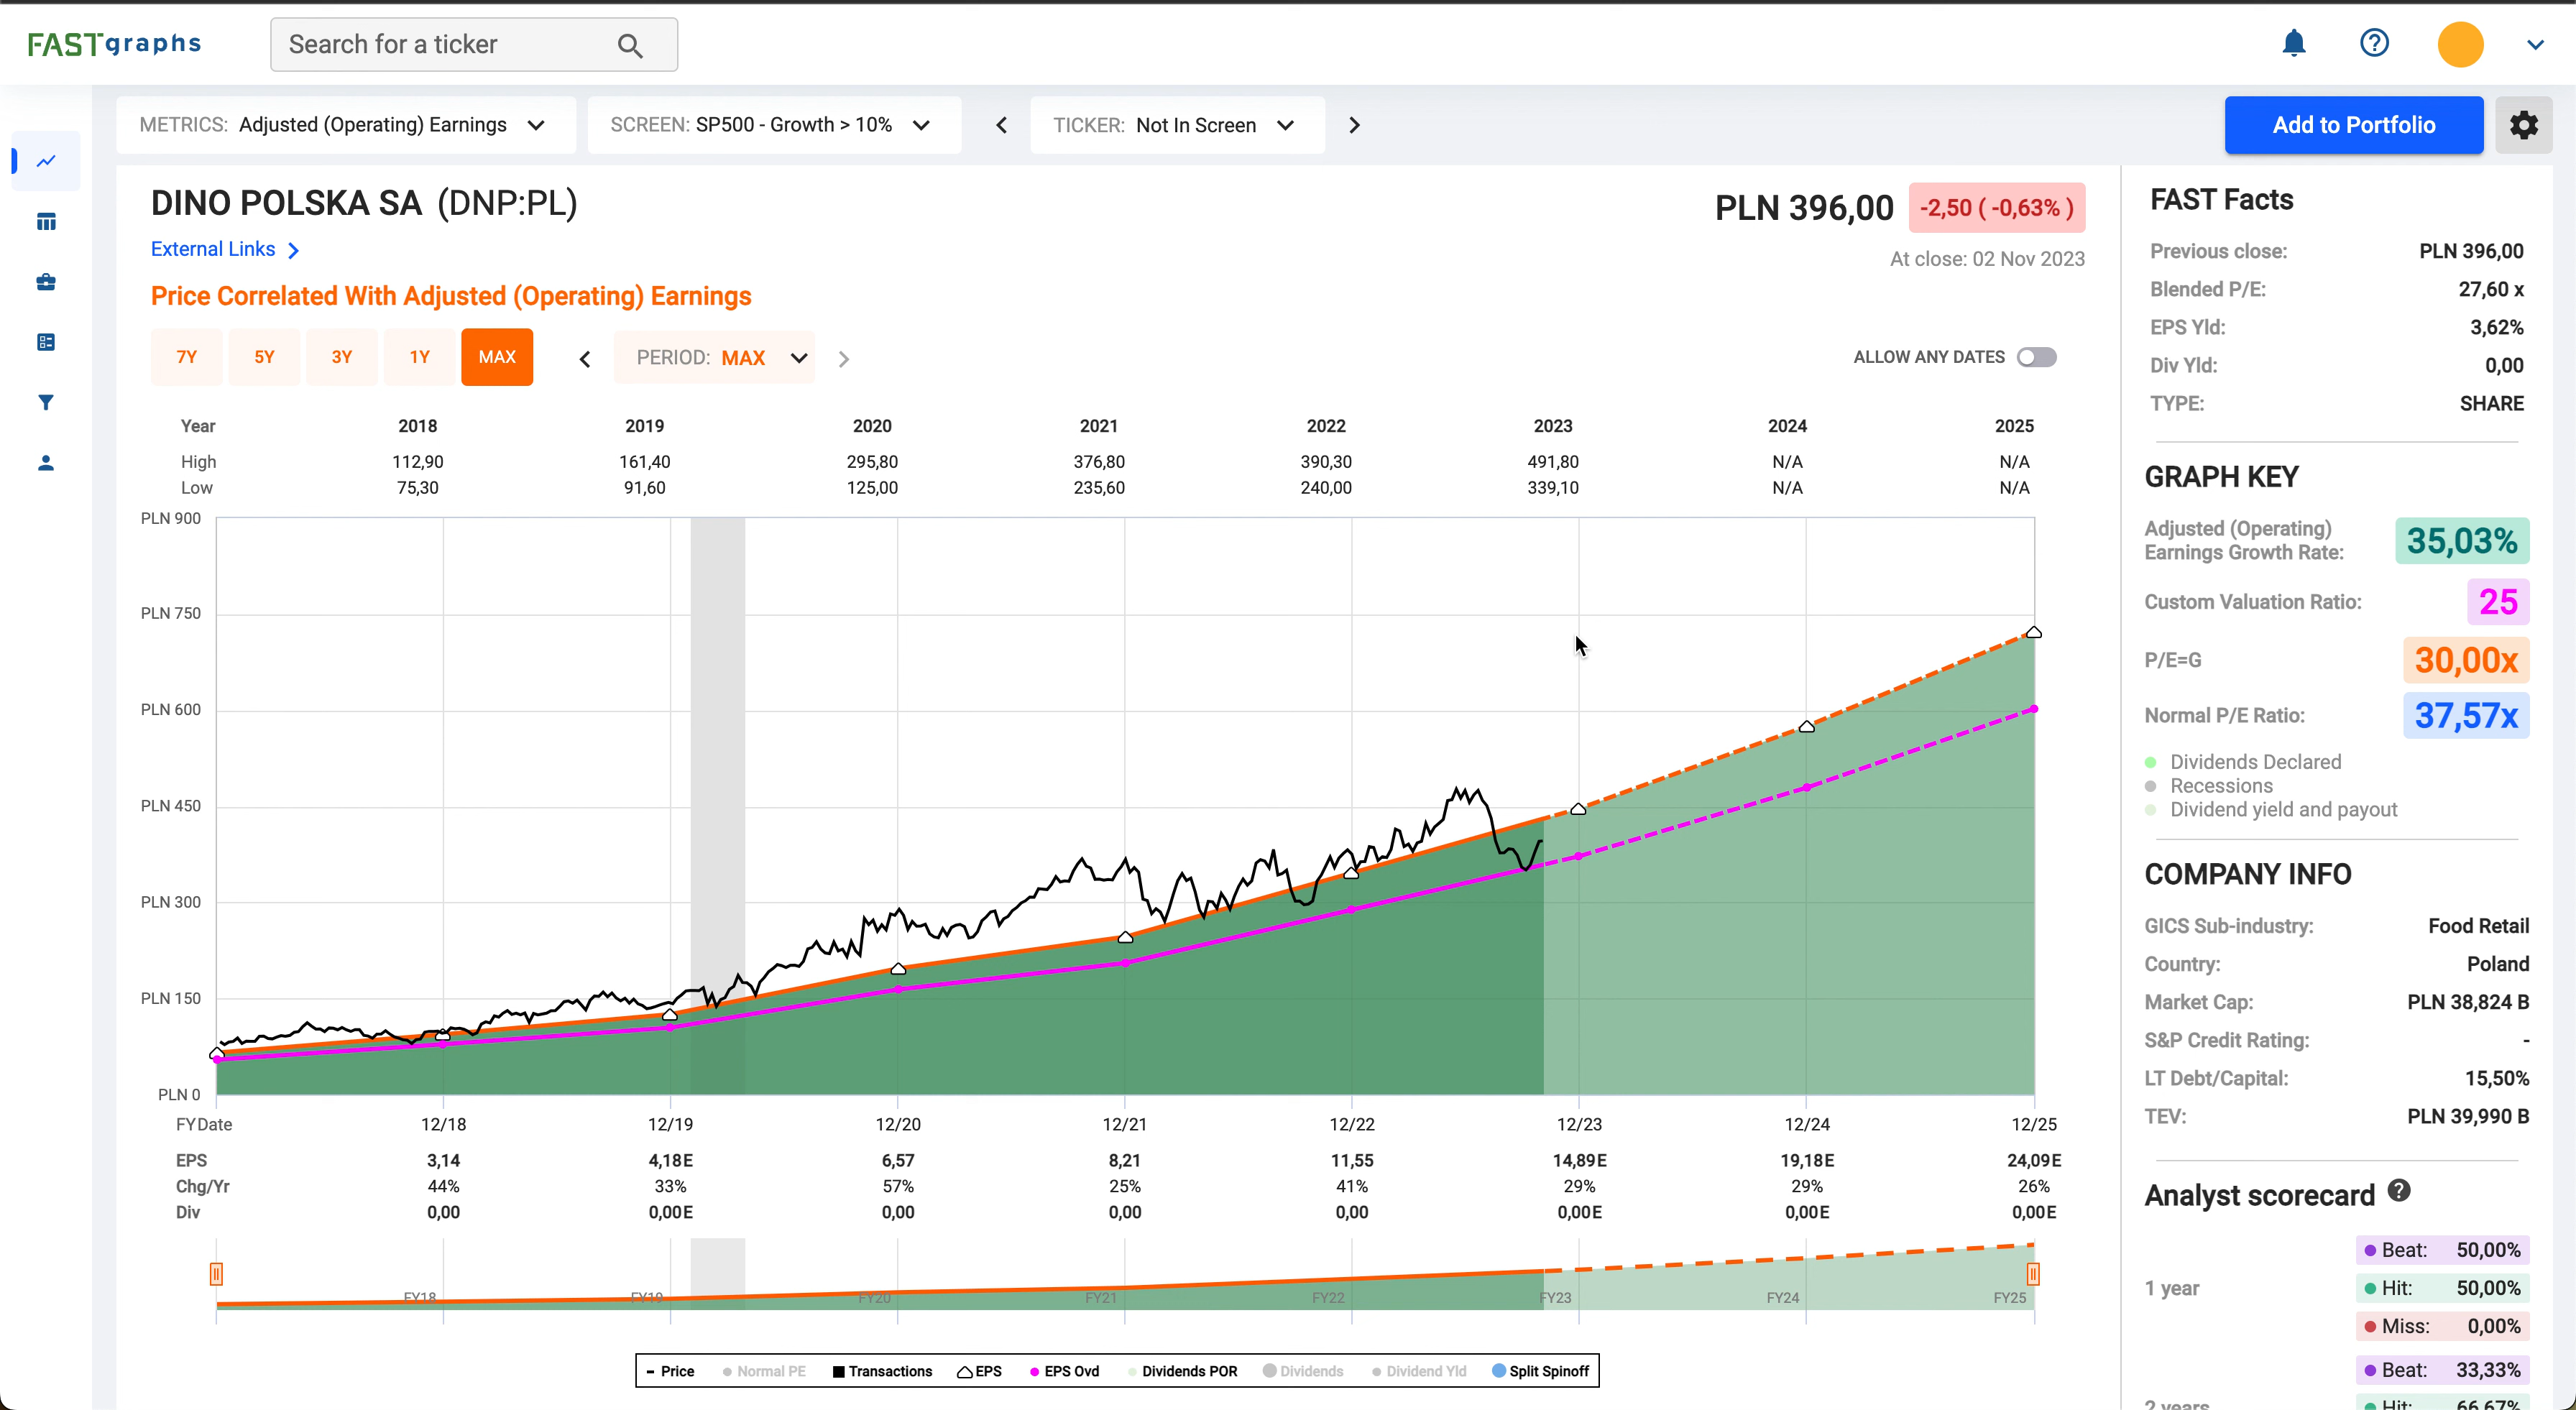 FASTgraphs
Search for a ticker
METRICS: Adjusted (Operating) Earnings
SCREEN: SP500 - Growth > 10%
TICKER: Not In Screen
Add to Portfolio
DINO POLSKA SA (DNP:PL)
PLN 396,00 -2,50 ( -0,63% )
External Links
At close: 02 Nov 2023
Price Correlated With Adjusted (Operating) Earnings
7Y 5Y 3Y 1Y MAX PERIOD: MAX ALLOW ANY DATES
Year 2018 2019 2020 2021 2022 2023 2024 2025
High 112,90 161,40 295,80 376,80 390,30 491,80 N/A N/A
Low 75,30 91,60 125,00 235,60 240,00 339,10 N/A N/A
PLN 900
PLN 750
PLN 600
PLN 450
PLN 300
PLN 150
PLN 0
FYDate 12/18 12/19 12/20 12/21 12/22 12/23 12/24 12/25
EPS 3,14 4,18E 6,57 8,21 11,55 14,89E 19,18E 24,09E
Chg/Yr 44% 33% 57% 25% 41% 29% 29% 26%
Div 0,00 0,00E 0,00 0,00 0,00 0,00E 0,00E 0,00E
FY18 FY19 FY20 FY21 FY22 FY23 FY24 FY25
Price Normal PE Transactions EPS EPS Ovd Dividends POR Dividends Dividend Yld Split Spinoff
FAST Facts
Previous close: PLN 396,00
Blended P/E: 27,60 x
EPS Yld: 3,62%
Div Yld: 0,00
TYPE: SHARE
GRAPH KEY
Adjusted (Operating)
Earnings Growth Rate: 35,03%
Custom Valuation Ratio: 25
P/E=G 30,00x
Normal P/E Ratio: 37,57x
Dividends Declared
Recessions
Dividend yield and payout
COMPANY INFO
GICS Sub-industry: Food Retail
Country: Poland
Market Cap: PLN 38,824 B
S&P Credit Rating: -
LT Debt/Capital: 15,50%
TEV: PLN 39,990 B
Analyst scorecard
Beat: 50,00%
1 year Hit: 50,00%
Miss: 0,00%
Beat: 33,33%
2 years Hit: 66,67%